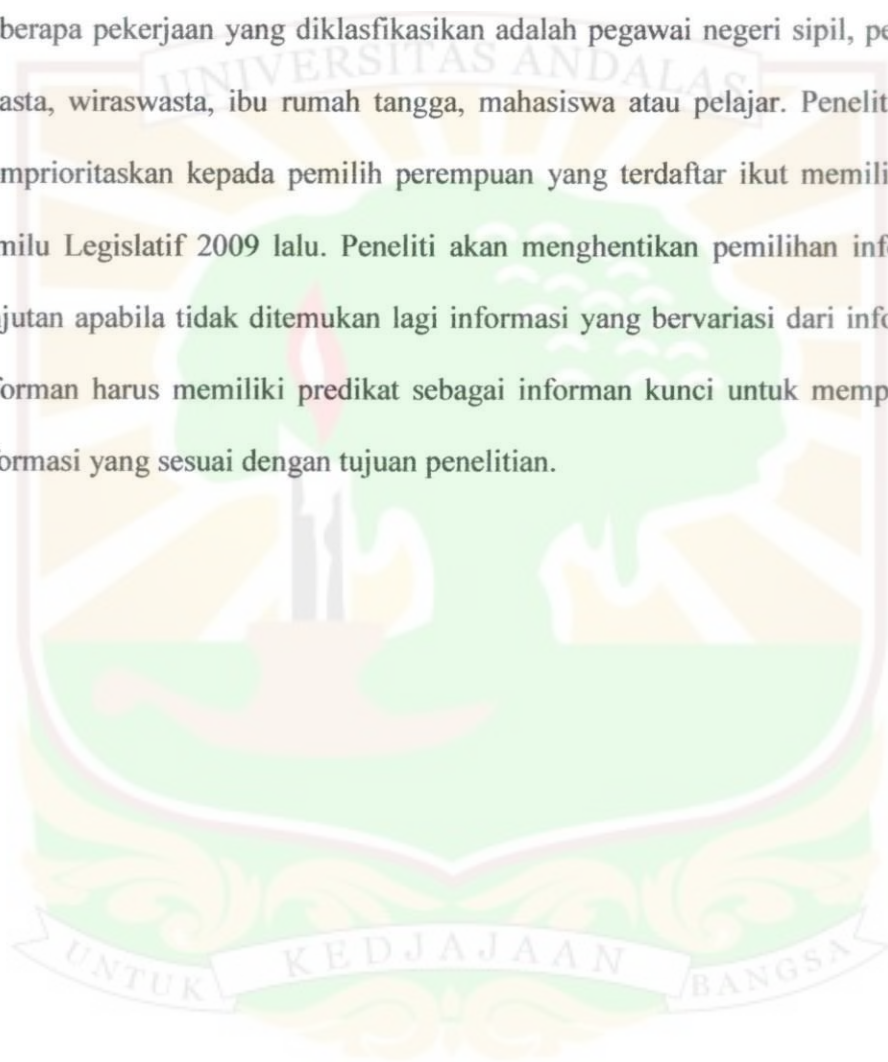 berapa pekerjaan yang diklasfikasikan adalah pegawai negeri sipil, pe
UNIVERSITAS ANDALAS
asta, wiraswasta, ibu rumah tangga, mahasiswa atau pelajar. Penelit
mprioritaskan kepada pemilih perempuan yang terdaftar ikut memili
milu Legislatif 2009 lalu. Peneliti akan menghentikan pemilihan inf
jutan apabila tidak ditemukan lagi informasi yang bervariasi dari info
forman harus memiliki predikat sebagai informan kunci untuk memp
ormasi yang sesuai dengan tujuan penelitian.
UNTUK KEDJAJAAN BANGSA